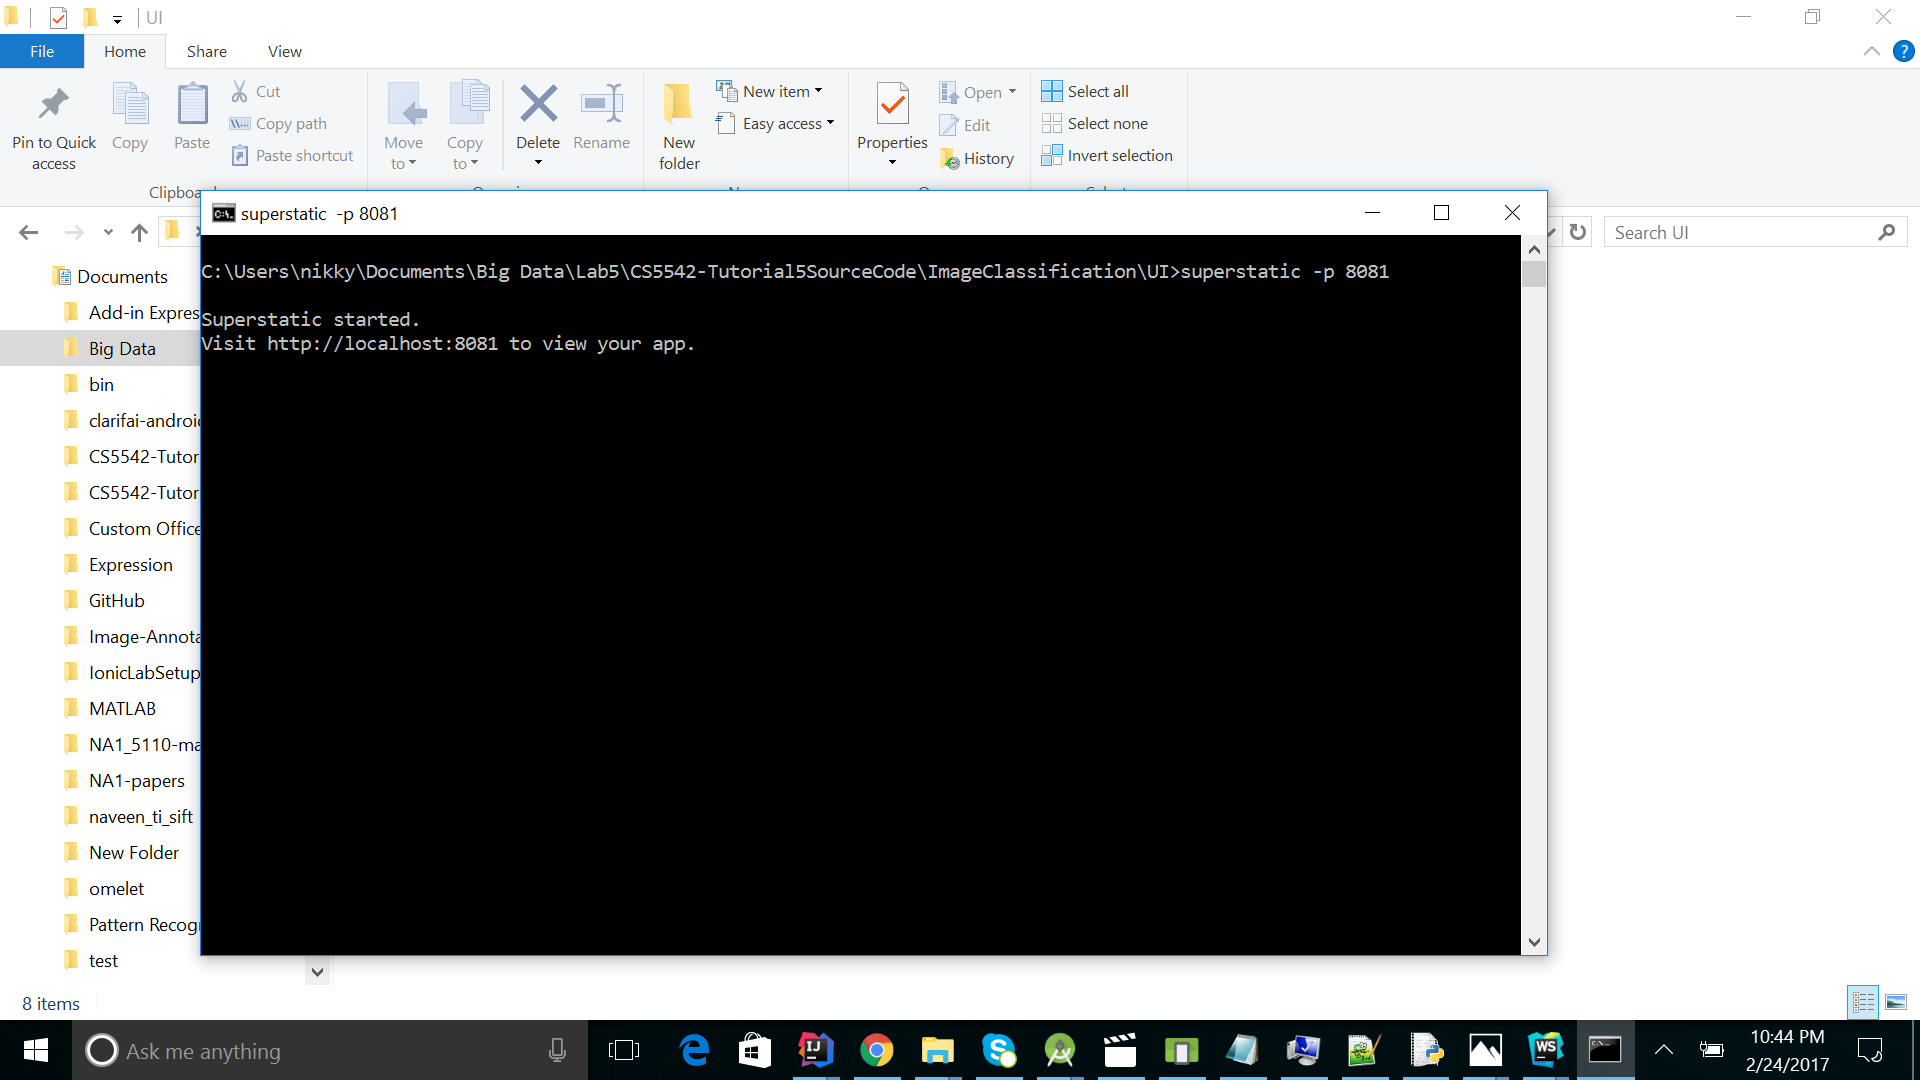 UI
File
Home
Share
View
Pin to Quick access
Copy
Paste
Cut
Copy path
Paste shortcut
Move to
Copy to
Delete
Rename
New folder
New item
Easy access
Properties
Open
Edit
History
Select all
Select none
Invert selection
superstatic -p 8081
Search UI
C:\Users\nikky\Documents\Big Data\Lab5\CS5542-Tutorial5SourceCode\ImageClassification\UI>superstatic -p 8081
Superstatic started.
Visit http://localhost:8081 to view your app.
Documents
Add-in Expres
Big Data
bin
clarifai-androi
CS5542-Tutor
CS5542-Tutor
Custom Office
Expression
GitHub
Image-Annota
IonicLabSetup
MATLAB
NA1_5110-ma
NA1-papers
naveen_ti_sift
New Folder
omelet
Pattern Recog
test
8 items
Ask me anything
10:44 PM
2/24/2017